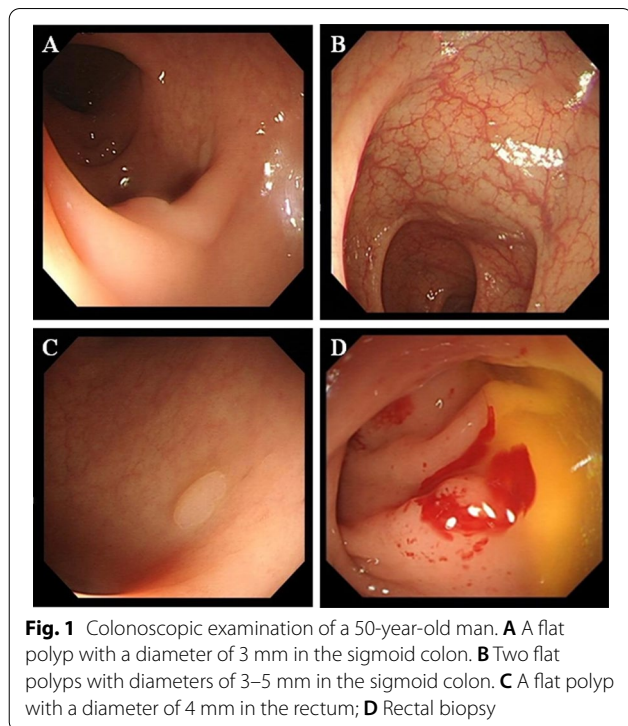 A
B
C
D
Fig. 1 Colonoscopic examination of a 50-year-old man. A A flat
polyp with a diameter of 3 mm in the sigmoid colon. B Two flat
polyps with diameters of 3–5 mm in the sigmoid colon. C A flat polyp
with a diameter of 4 mm in the rectum; D Rectal biopsy